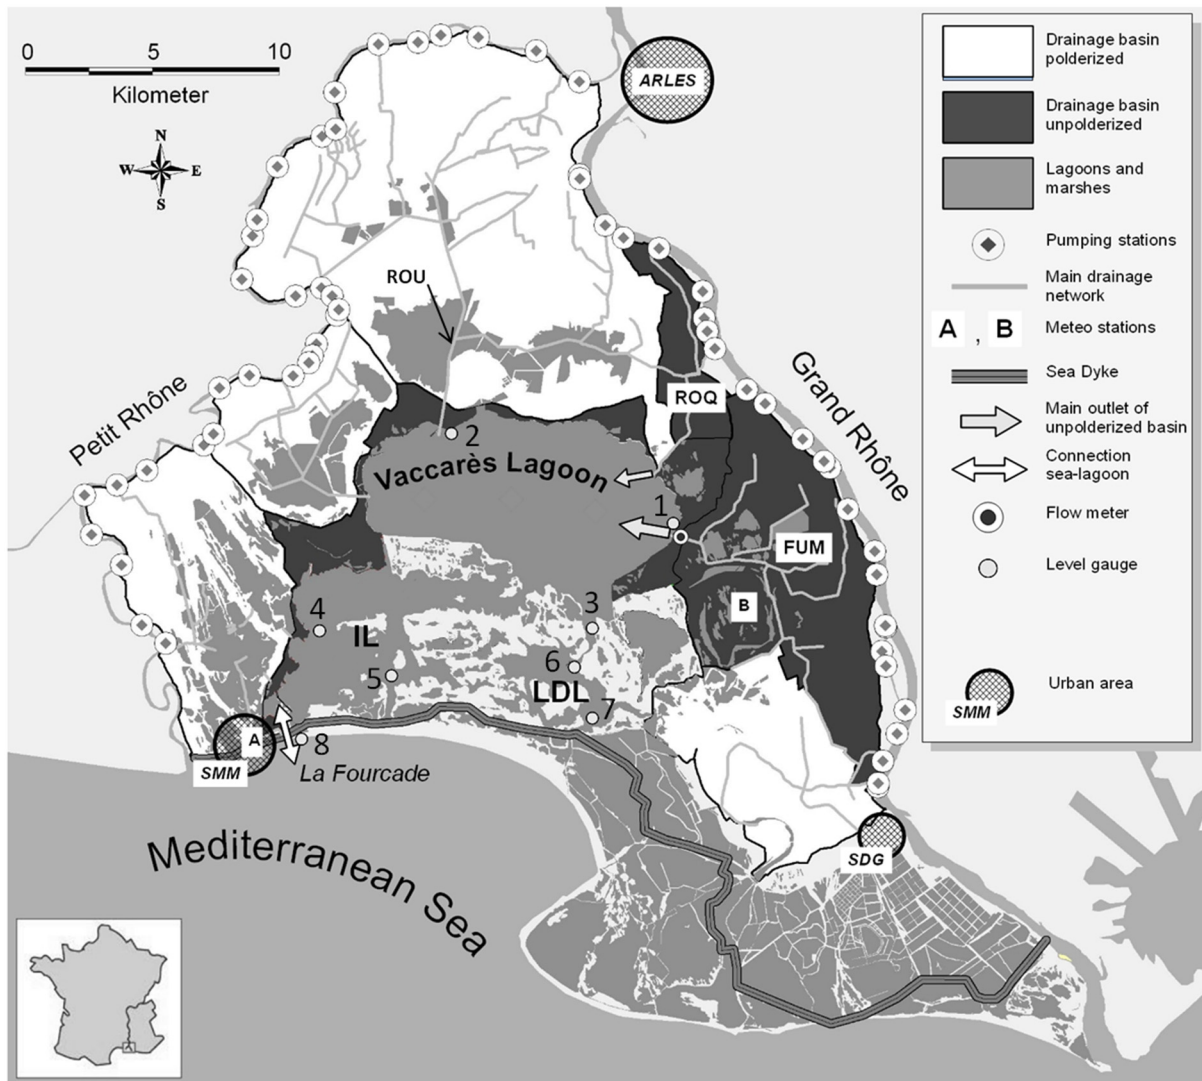 0 5 10
Kilometer
N
W E
S
ARLES
ROU
Petit Rhône
ROQ
Grand Rhône
2
Vaccarès Lagoon
1
FUM
B
3
4
IL
6
5
LDL
7
A
8
SMM
La Fourcade
Mediterranean Sea
SDG
Drainage basin
polderized
Drainage basin
unpolderized
Lagoons and
marshes
Pumping stations
Main drainage
network
A , B Meteo stations
Sea Dyke
Main outlet of
unpolderized basin
Connection
sea-lagoon
Flow meter
Level gauge
Urban area
SMM